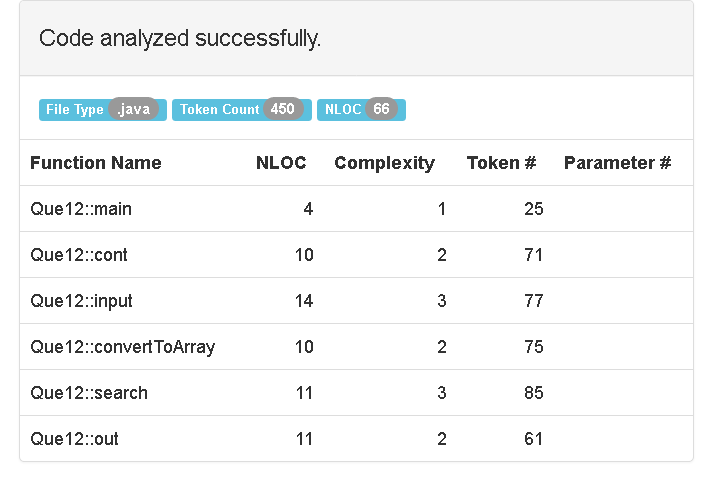 Code analyzed successfully.
File Type .java Token Count 450 NLOC 66
Function Name NLOC Complexity Token # Parameter #
Que12::main 4 1 25
Que12::cont 10 2 71
Que12::input 14 3 77
Que12::convertToArray 10 2 75
Que12::search 11 3 85
Que12::out 11 2 61